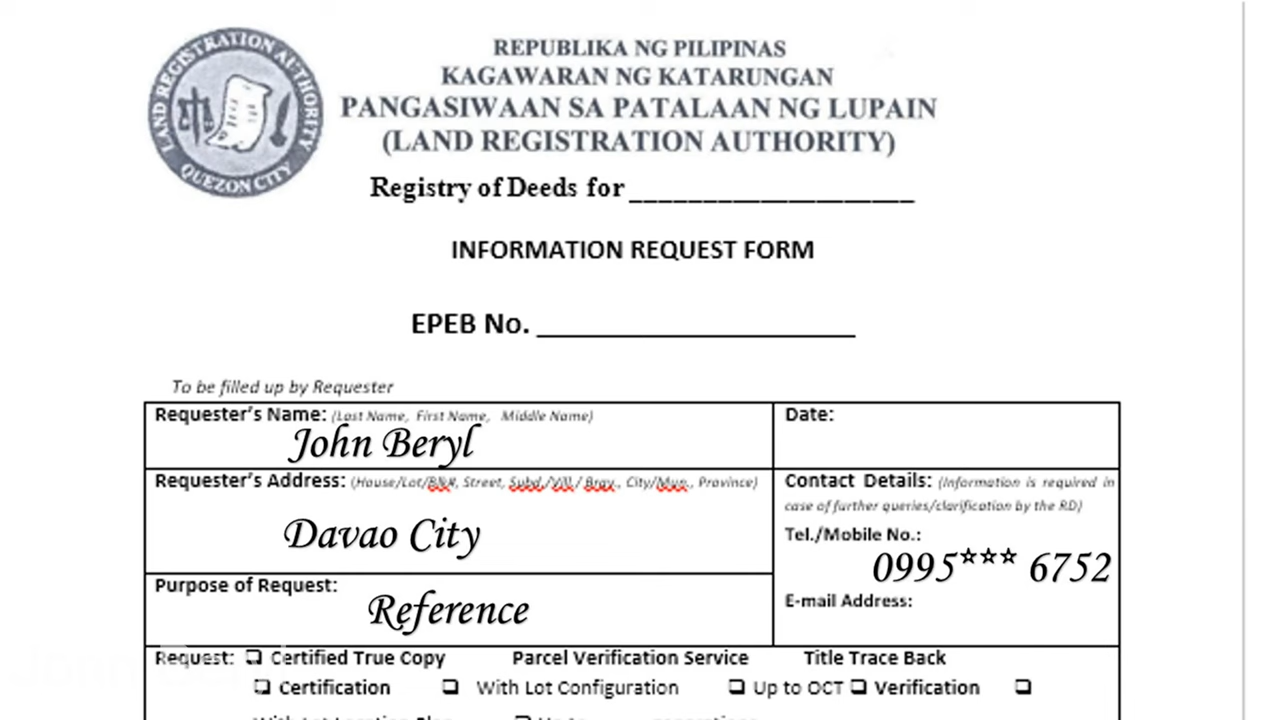 LAND REGISTRATION AUTHORITY
QUEZON CITY
REPUBLIKA NG PILIPINAS
KAGAWARAN NG KATARUNGAN
PANGASIWAAN SA PATALAAN NG LUPAIN
(LAND REGISTRATION AUTHORITY)
Registry of Deeds for ____________________
INFORMATION REQUEST FORM
EPEB No. ____________________
To be filled up by Requester
Requester's Name: (Last Name, First Name, Middle Name)
John Beryl
Date:
Requester's Address: (House/Lot/Blk#, Street, Subd./Vill./ Brgy., City/Mun., Province)
Davao City
Contact Details: (Information is required in
case of further queries/clarification by the RD)
Tel./Mobile No.:
0995*** 6752
E-mail Address:
Purpose of Request:
Reference
Request: ❑ Certified True Copy Parcel Verification Service Title Trace Back
❑ Certification ❑ With Lot Configuration ❑ Up to OCT ❑ Verification ❑